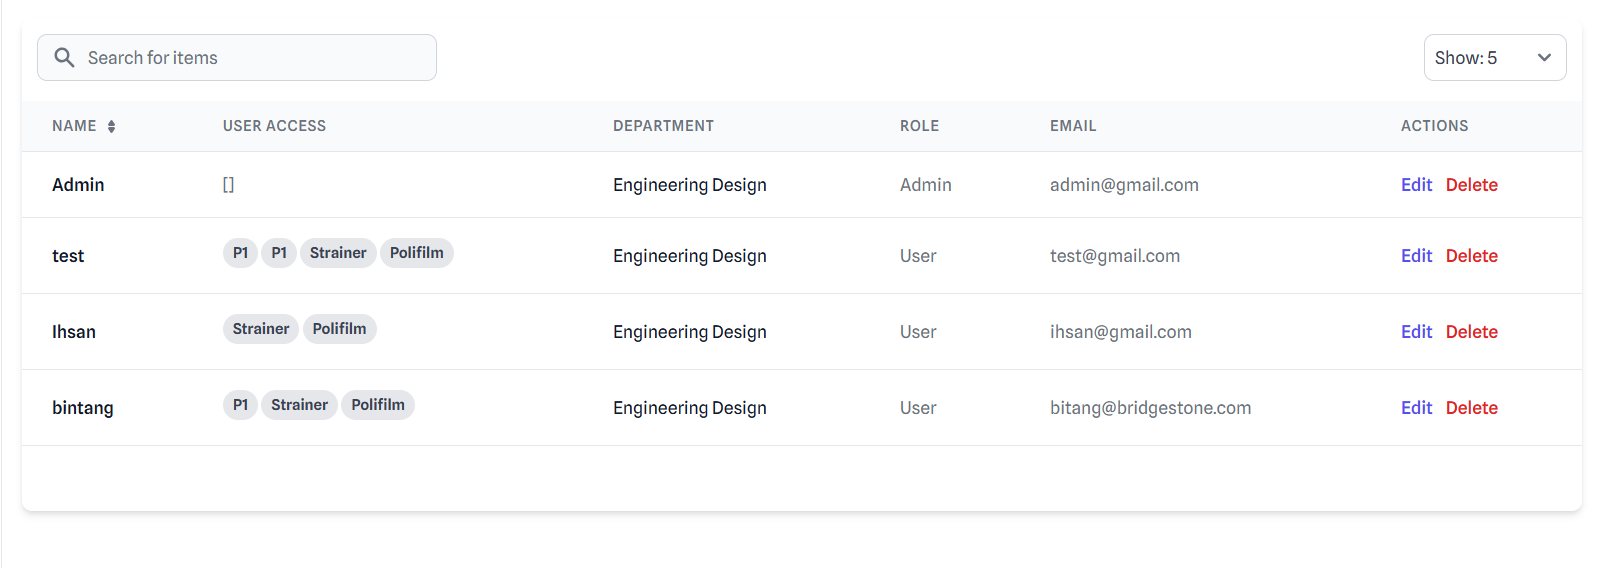 Search for items Show: 5
NAME USER ACCESS DEPARTMENT ROLE EMAIL ACTIONS
Admin [] Engineering Design Admin admin@gmail.com Edit Delete
test P1 P1 Strainer Polifilm Engineering Design User test@gmail.com Edit Delete
Ihsan Strainer Polifilm Engineering Design User ihsan@gmail.com Edit Delete
bintang P1 Strainer Polifilm Engineering Design User bitang@bridgestone.com Edit Delete